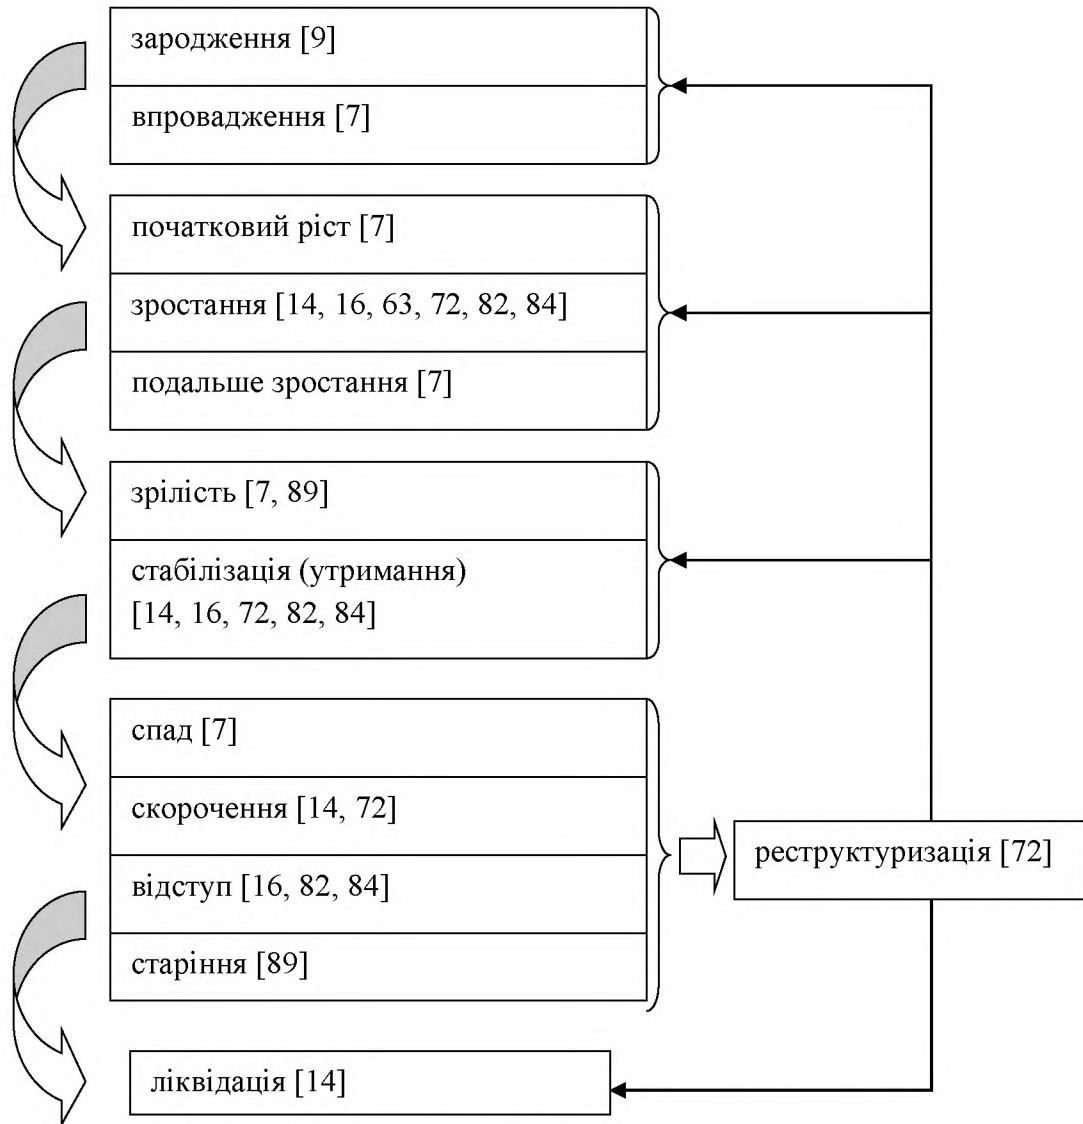 зародження [9]
впровадження [7]
початковий ріст [7]
зростання [14, 16, 63, 72, 82, 84]
подальше зростання [7]
зрілість [7, 89]
стабілізація (утримання)
[14, 16, 72, 82, 84]
спад [7]
скорочення [14, 72]
реструктуризація [72]
відступ [16, 82, 84]
старіння [89]
ліквідація [14]